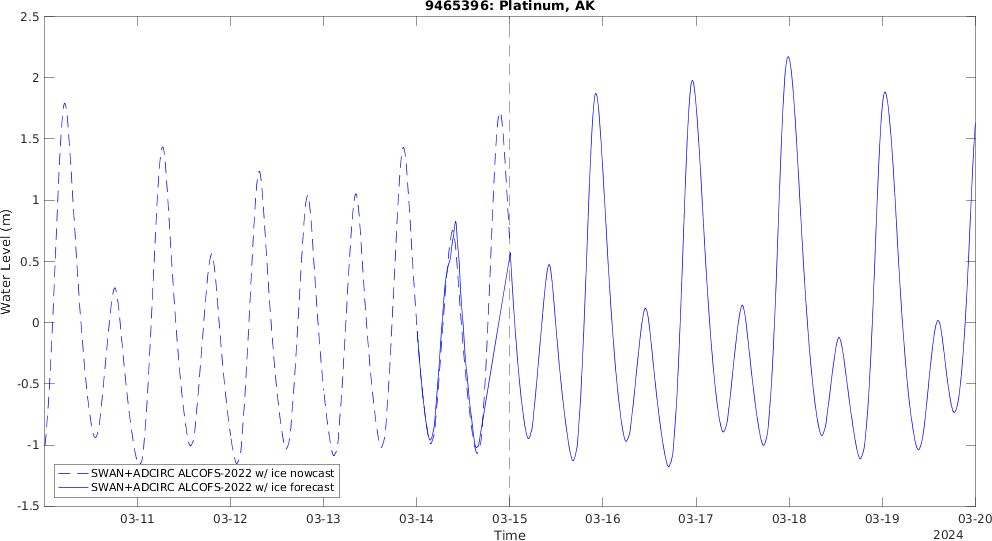 9465396: Platinum, AK
2.5
2
1.5
1
0.5
0
-0.5
-1
-1.5
Water Level (m)
SWAN+ADCIRC ALCOFS-2022 w/ ice nowcast
SWAN+ADCIRC ALCOFS-2022 w/ ice forecast
03-11 03-12 03-13 03-14 03-15 03-16 03-17 03-18 03-19 03-20
Time
2024